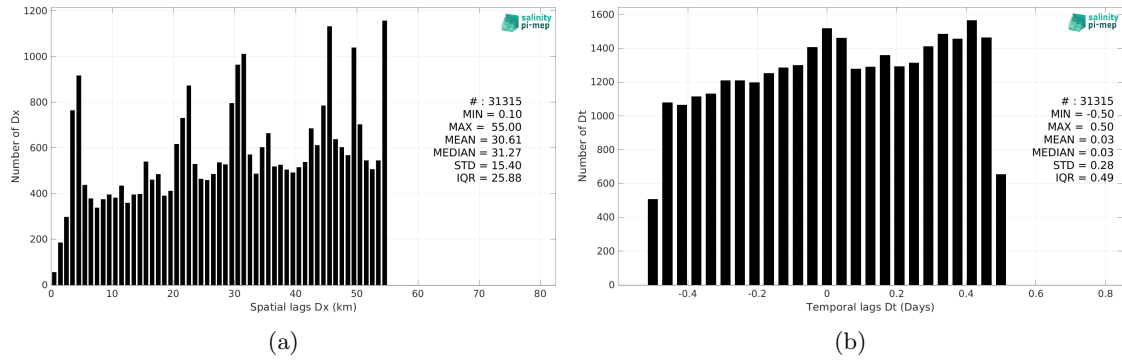 1200
1000
800
600
400
200
0
Number of Dx
0 10 20 30 40 50 60 70 80
Spatial lags Dx (km)
salinity
pi-mep
# : 31315
MIN = 0.10
MAX = 55.00
MEAN = 30.61
MEDIAN = 31.27
STD = 15.40
IQR = 25.88
(a)
1600
1400
1200
1000
800
600
400
200
0
Number of Dt
-0.4 -0.2 0 0.2 0.4 0.6 0.8
Temporal lags Dt (Days)
salinity
pi-mep
# : 31315
MIN = -0.50
MAX = 0.50
MEAN = 0.03
MEDIAN = 0.03
STD = 0.28
IQR = 0.49
(b)